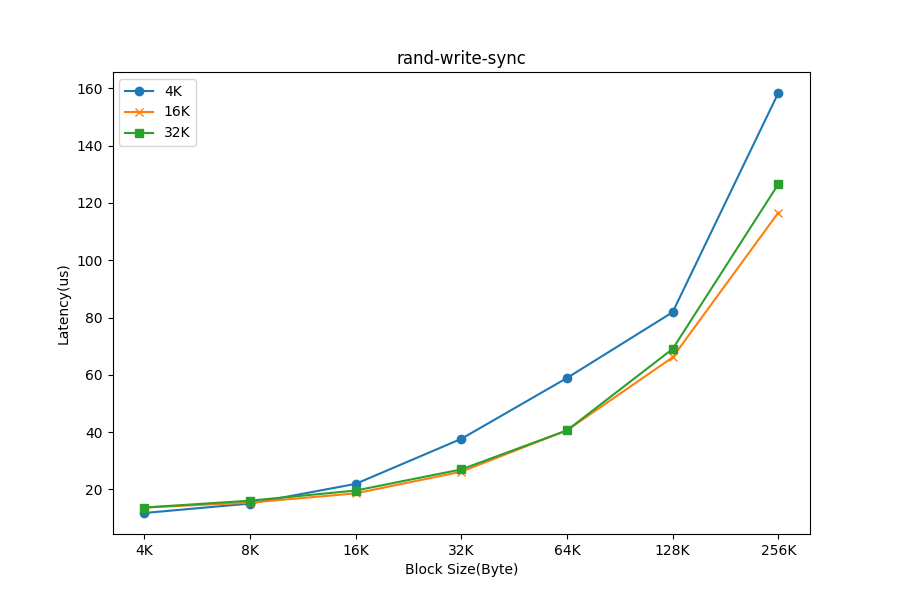 rand-write-sync
4K
16K
32K
160
140
120
100
80
60
40
20
Latency(us)
4K 8K 16K 32K 64K 128K 256K
Block Size(Byte)